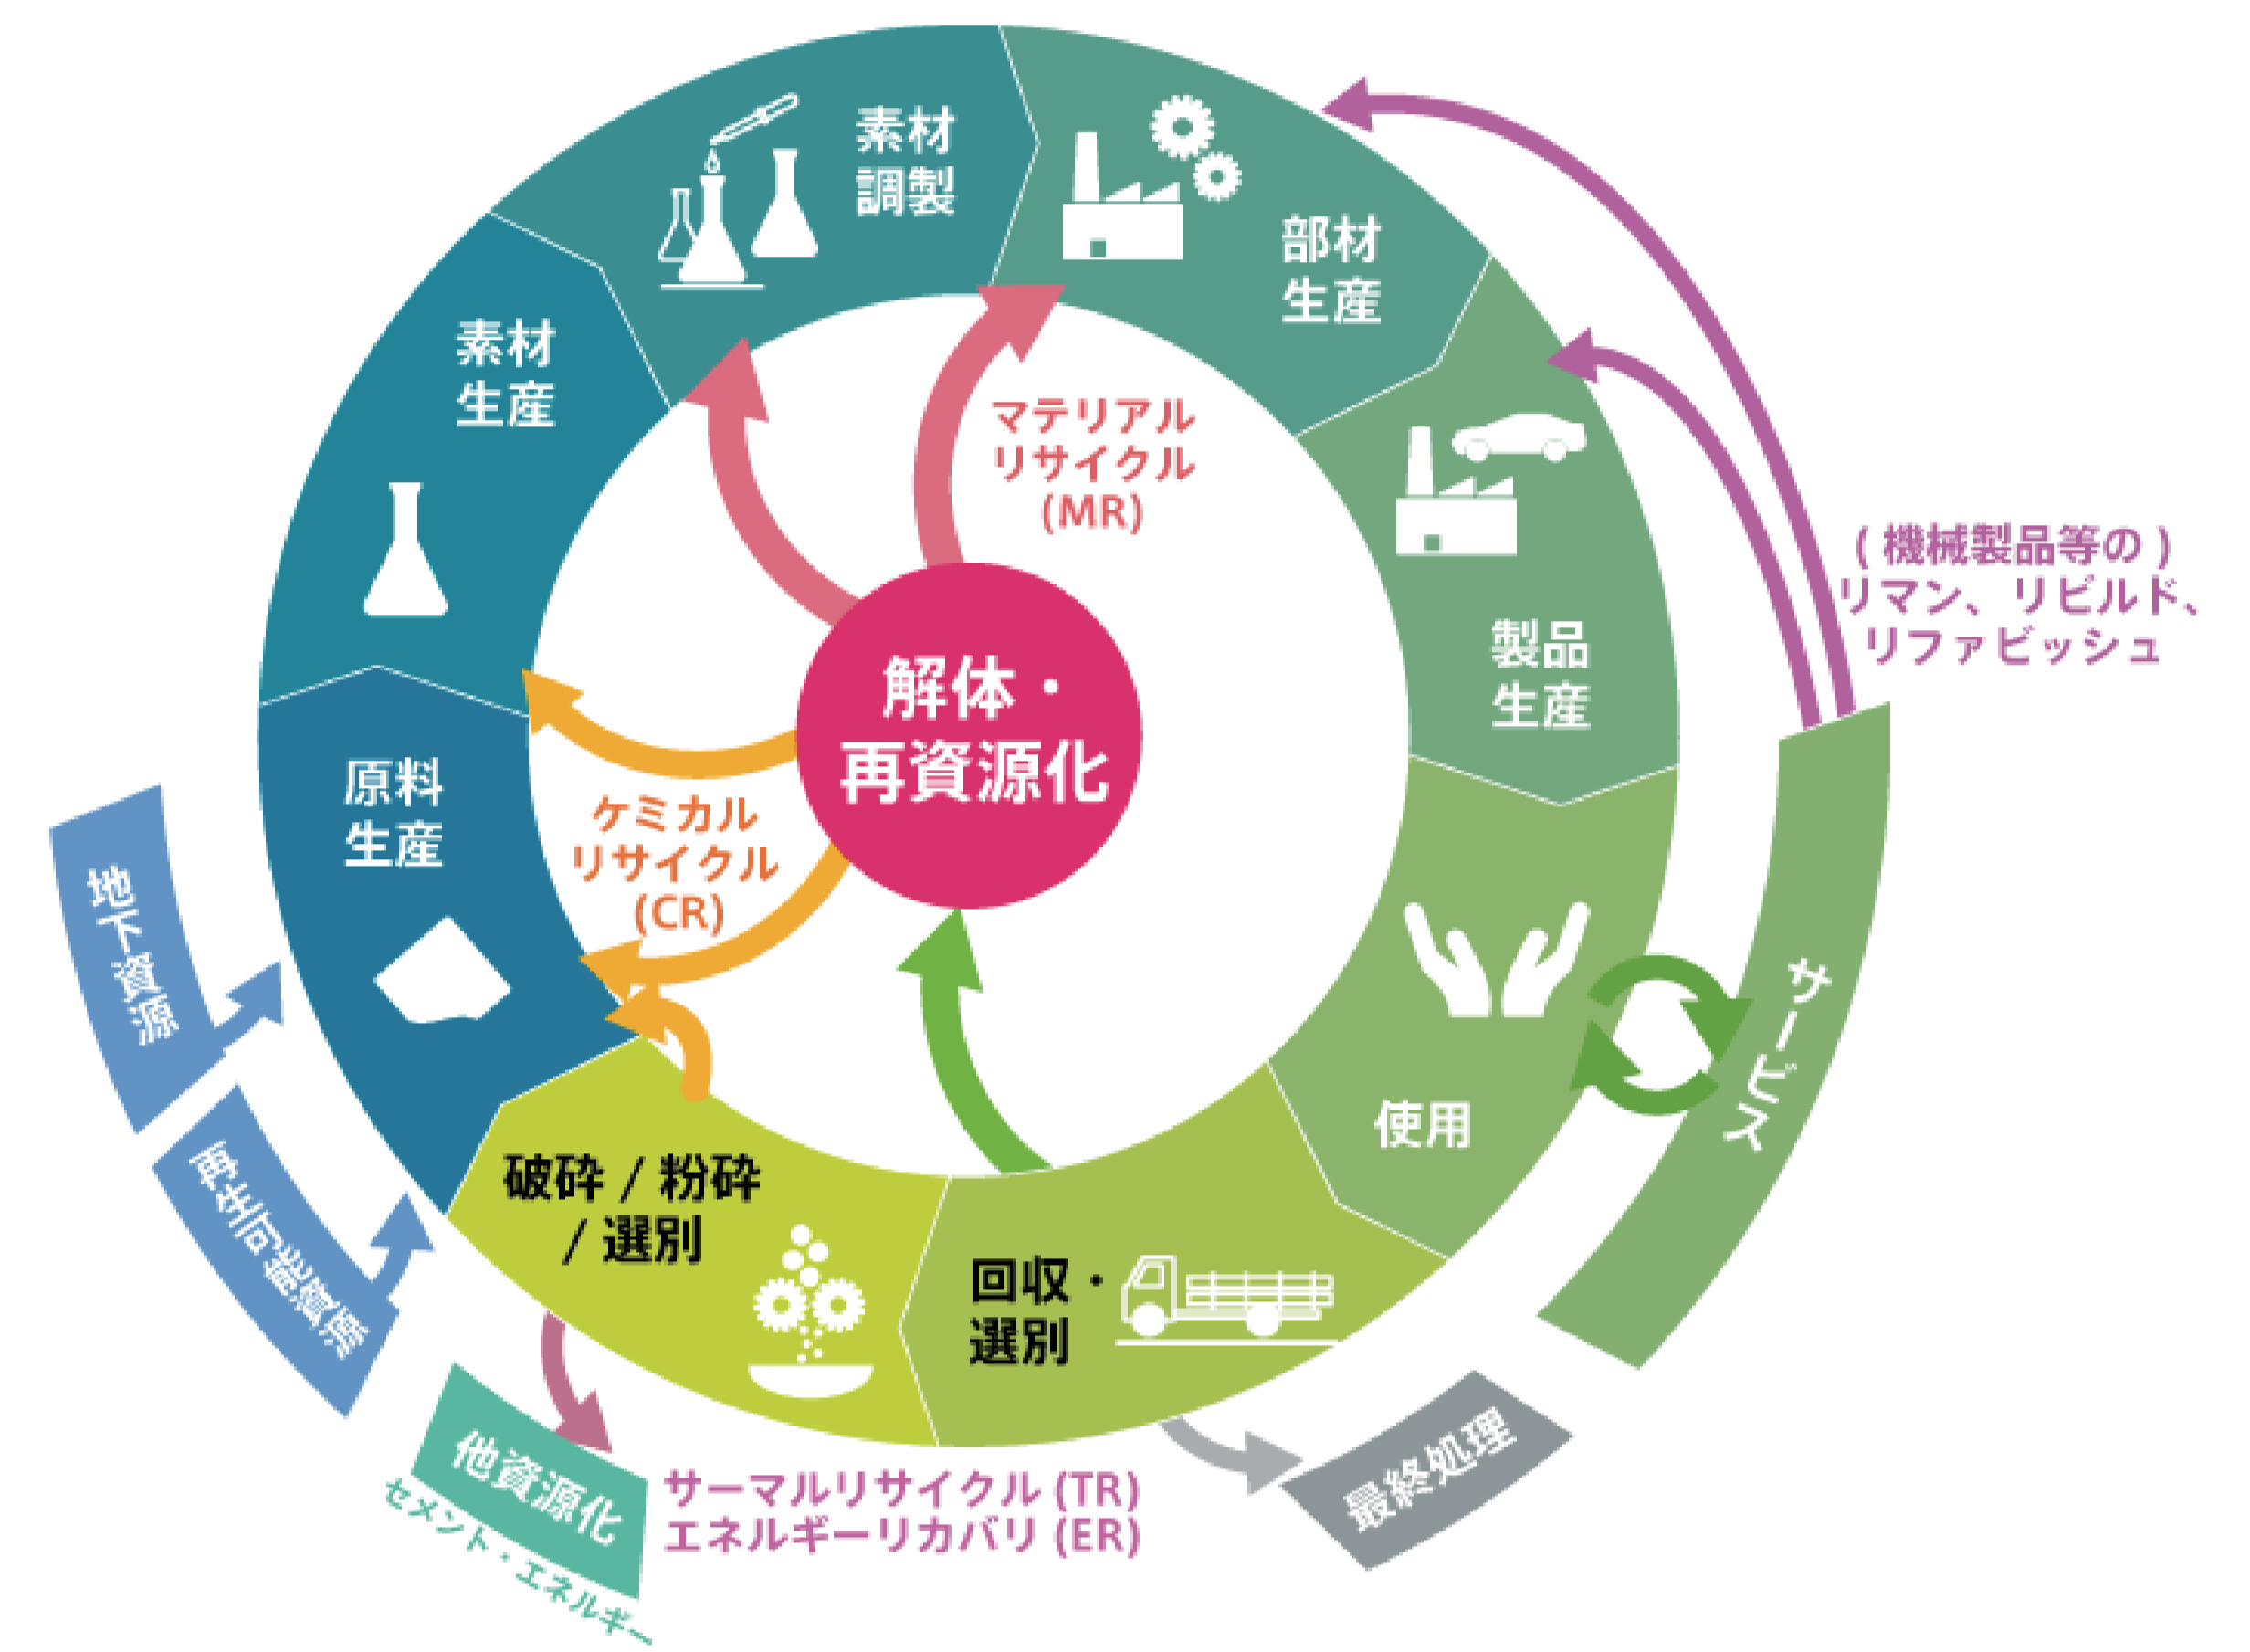 素材
調製
部材
生産
素材
生産
マテリアル
リサイクル
(MR)
製品
生産
( 機械製品等の )
リマン、リビルド、
リファビッシュ
解体・
再資源化
原料
生産
ケミカル
リサイクル
(CR)
地下資源
再生可能資源
使用
サービス
破砕 / 粉砕
/ 選別
回収・
選別
他資源化
セメント・エネルギー
サーマルリサイクル (TR)
エネルギーリカバリ (ER)
最終処理